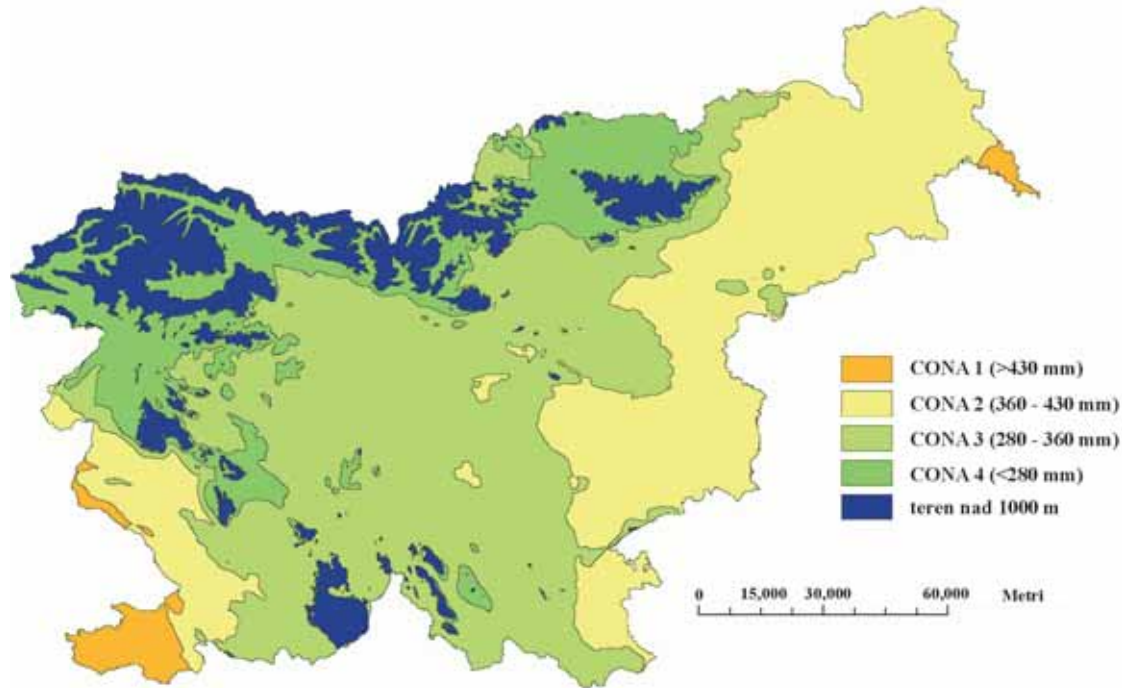 CONA 1 (>430 mm)
CONA 2 (360 - 430 mm)
CONA 3 (280 - 360 mm)
CONA 4 (<280 mm)
teren nad 1000 m
0 15,000 30,000 60,000 Metri